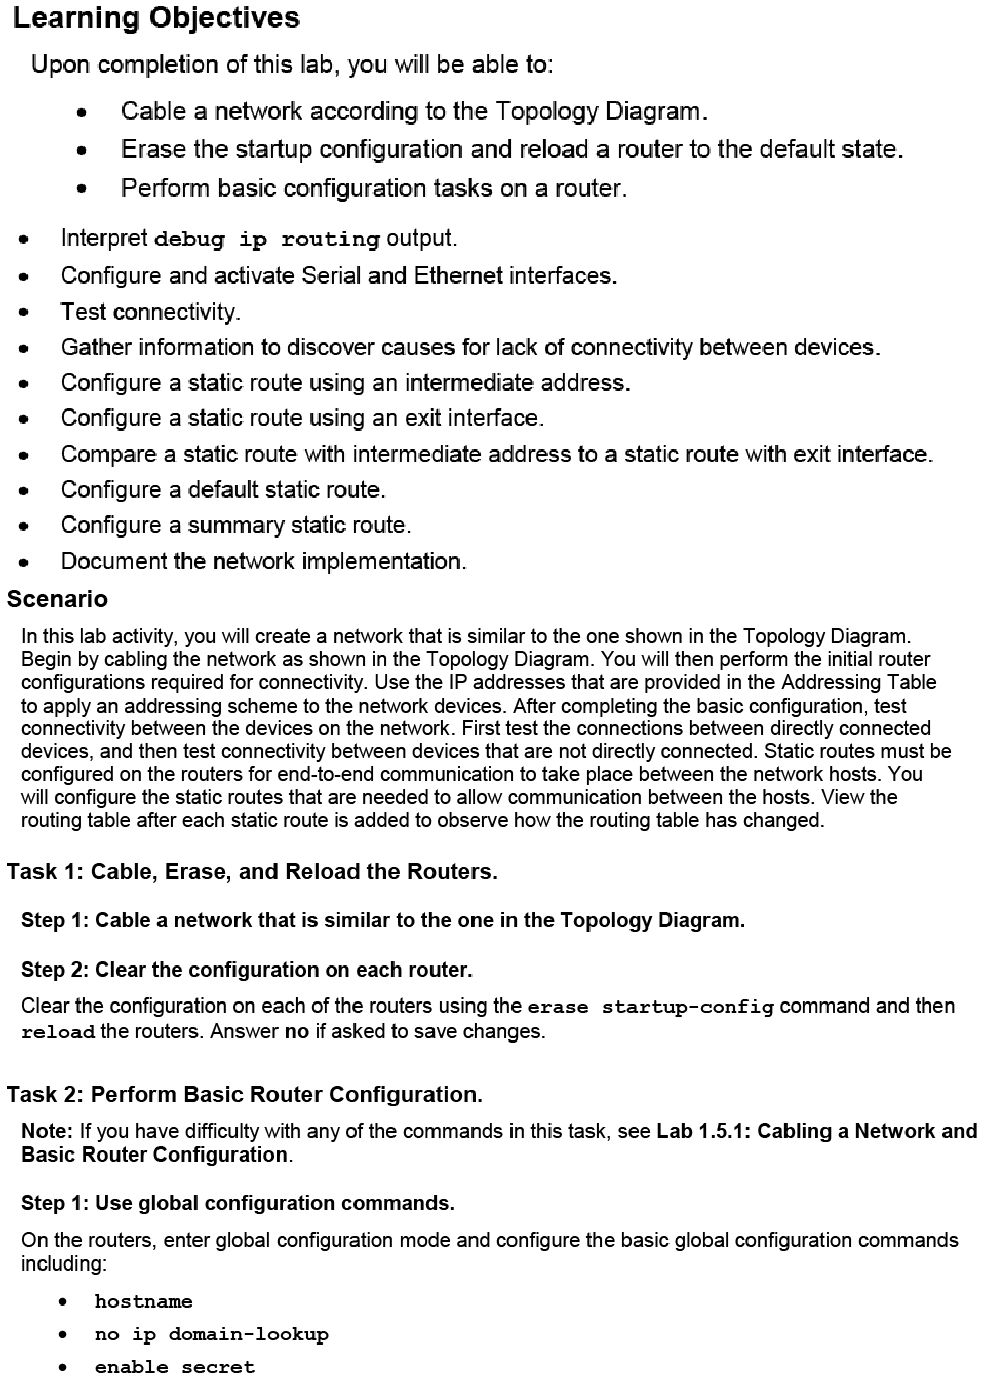 Learning Objectives
Upon completion of this lab, you will be able to:
• Cable a network according to the Topology Diagram.
• Erase the startup configuration and reload a router to the default state.
• Perform basic configuration tasks on a router.
• Interpret debug ip routing output.
• Configure and activate Serial and Ethernet interfaces.
• Test connectivity.
• Gather information to discover causes for lack of connectivity between devices.
• Configure a static route using an intermediate address.
• Configure a static route using an exit interface.
• Compare a static route with intermediate address to a static route with exit interface.
• Configure a default static route.
• Configure a summary static route.
• Document the network implementation.
Scenario
In this lab activity, you will create a network that is similar to the one shown in the Topology Diagram.
Begin by cabling the network as shown in the Topology Diagram. You will then perform the initial router
configurations required for connectivity. Use the IP addresses that are provided in the Addressing Table
to apply an addressing scheme to the network devices. After completing the basic configuration, test
connectivity between the devices on the network. First test the connections between directly connected
devices, and then test connectivity between devices that are not directly connected. Static routes must be
configured on the routers for end-to-end communication to take place between the network hosts. You
will configure the static routes that are needed to allow communication between the hosts. View the
routing table after each static route is added to observe how the routing table has changed.
Task 1: Cable, Erase, and Reload the Routers.
Step 1: Cable a network that is similar to the one in the Topology Diagram.
Step 2: Clear the configuration on each router.
Clear the configuration on each of the routers using the erase startup-config command and then
reload the routers. Answer no if asked to save changes.
Task 2: Perform Basic Router Configuration.
Note: If you have difficulty with any of the commands in this task, see Lab 1.5.1: Cabling a Network and
Basic Router Configuration.
Step 1: Use global configuration commands.
On the routers, enter global configuration mode and configure the basic global configuration commands
including:
• hostname
• no ip domain-lookup
• enable secret